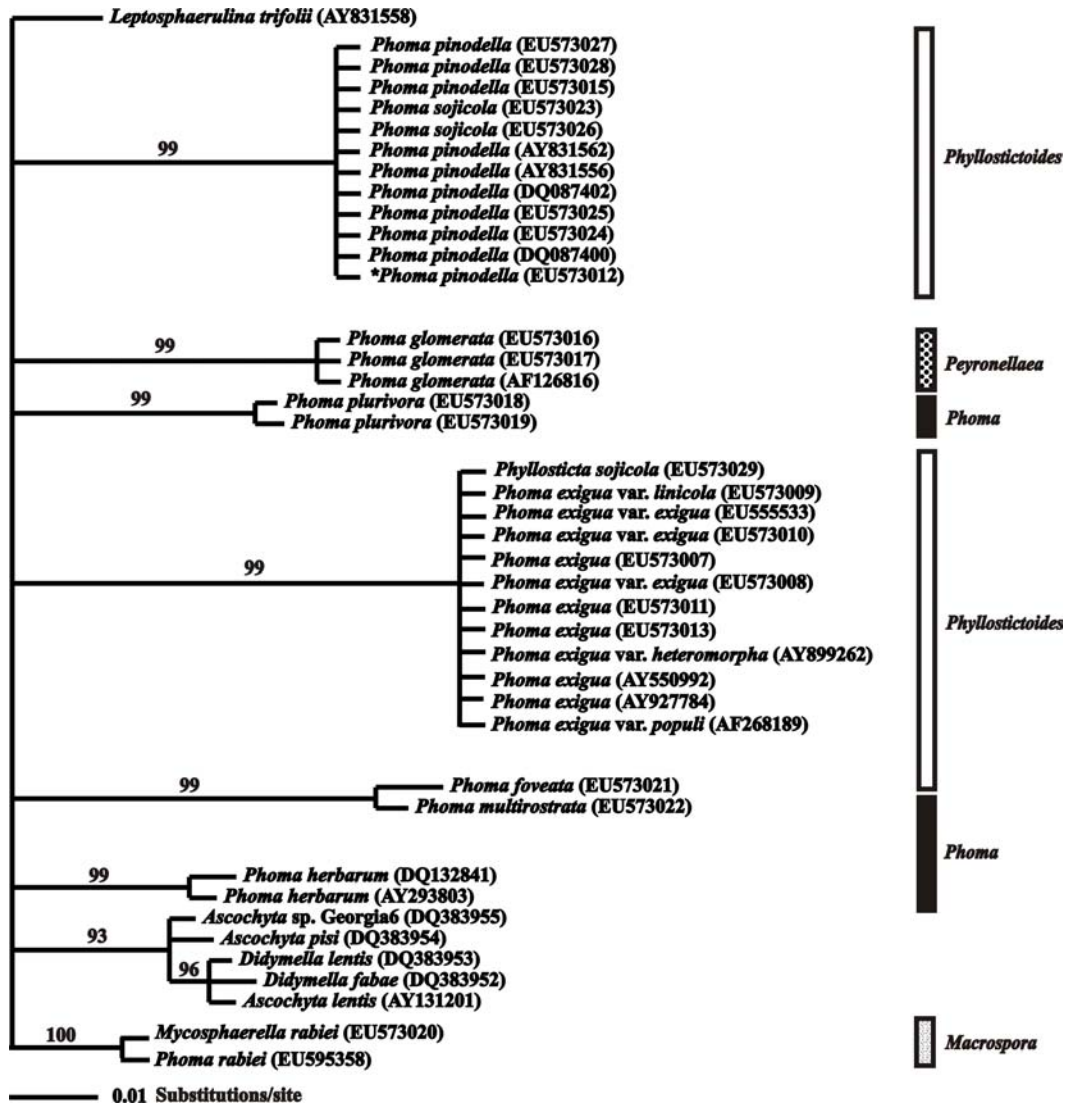 Leptosphaerulina trifolii (AY831558)
Phoma pinodella (EU573027)
Phoma pinodella (EU573028)
Phoma pinodella (EU573015)
Phoma sojicola (EU573023)
Phoma sojicola (EU573026)
99
Phoma pinodella (AY831562)
Phyllostictoides
Phoma pinodella (AY831556)
Phoma pinodella (DQ087402)
Phoma pinodella (EU573025)
Phoma pinodella (EU573024)
Phoma pinodella (DQ087400)
*Phoma pinodella (EU573012)
Phoma glomerata (EU573016)
99
Phoma glomerata (EU573017)
Peyronellaea
Phoma glomerata (AF126816)
99
Phoma plurivora (EU573018)
Phoma
Phoma plurivora (EU573019)
Phyllosticta sojicola (EU573029)
Phoma exigua var. linicola (EU573009)
Phoma exigua var. exigua (EU555533)
Phoma exigua var. exigua (EU573010)
Phoma exigua (EU573007)
99
Phoma exigua var. exigua (EU573008)
Phoma exigua (EU573011)
Phyllostictoides
Phoma exigua (EU573013)
Phoma exigua var. heteromorpha (AY899262)
Phoma exigua (AY550992)
Phoma exigua (AY927784)
Phoma exigua var. populi (AF268189)
99
Phoma foveata (EU573021)
Phoma multirostrata (EU573022)
Phoma
99
Phoma herbarum (DQ132841)
Phoma herbarum (AY293803)
Ascochyta sp. Georgia6 (DQ383955)
93
Ascochyta pisi (DQ383954)
Didymella lentis (DQ383953)
96
Didymella fabae (DQ383952)
Ascochyta lentis (AY131201)
100
Mycosphaerella rabiei (EU573020)
Macrospora
Phoma rabiei (EU595358)
0.01 Substitutions/site